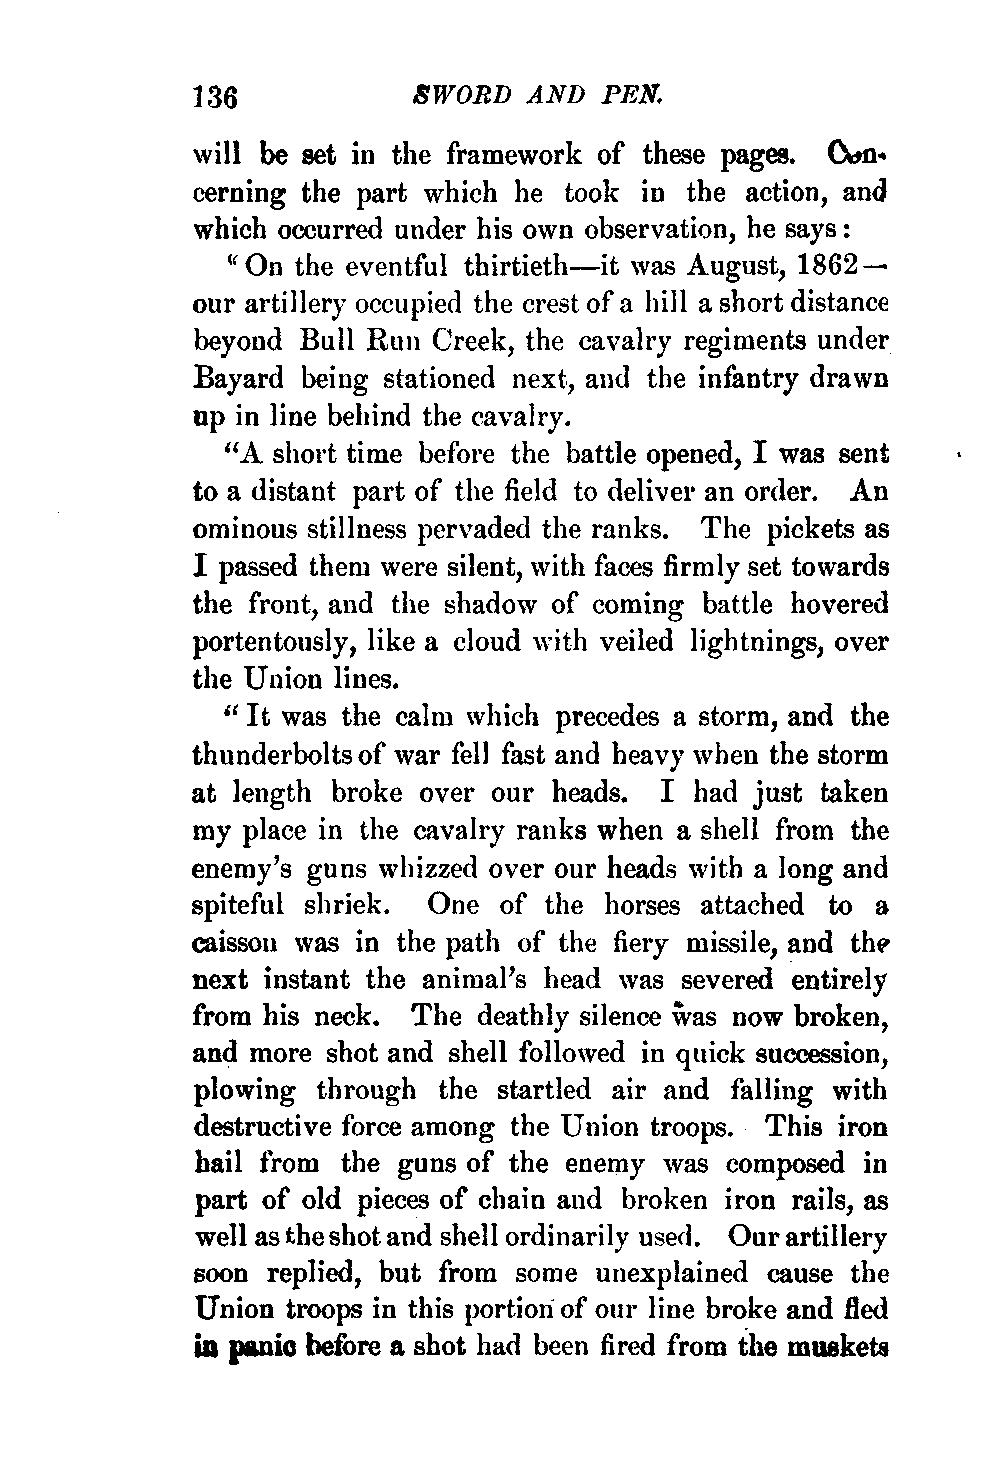 136 SWORD AND PEN.
will be set in the framework of these pages. Con-
cerning the part which he took in the action, and
which occurred under his own observation, he says:
"On the eventful thirtieth—it was August, 1862—
our artillery occupied the crest of a hill a short distance
beyond Bull Run Creek, the cavalry regiments under
Bayard being stationed next, and the infantry drawn
up in line behind the cavalry.
"A short time before the battle opened, I was sent
to a distant part of the field to deliver an order. An
ominous stillness pervaded the ranks. The pickets as
I passed them were silent, with faces firmly set towards
the front, and the shadow of coming battle hovered
portentously, like a cloud with veiled lightnings, over
the Union lines.
"It was the calm which precedes a storm, and the
thunderbolts of war fell fast and heavy when the storm
at length broke over our heads. I had just taken
my place in the cavalry ranks when a shell from the
enemy's guns whizzed over our heads with a long and
spiteful shriek. One of the horses attached to a
caisson was in the path of the fiery missile, and the
next instant the animal's head was severed entirely
from his neck. The deathly silence was now broken,
and more shot and shell followed in quick succession,
plowing through the startled air and falling with
destructive force among the Union troops. This iron
hail from the guns of the enemy was composed in
part of old pieces of chain and broken iron rails, as
well as the shot and shell ordinarily used. Our artillery
soon replied, but from some unexplained cause the
Union troops in this portion of our line broke and fled
in panic before a shot had been fired from the muskets